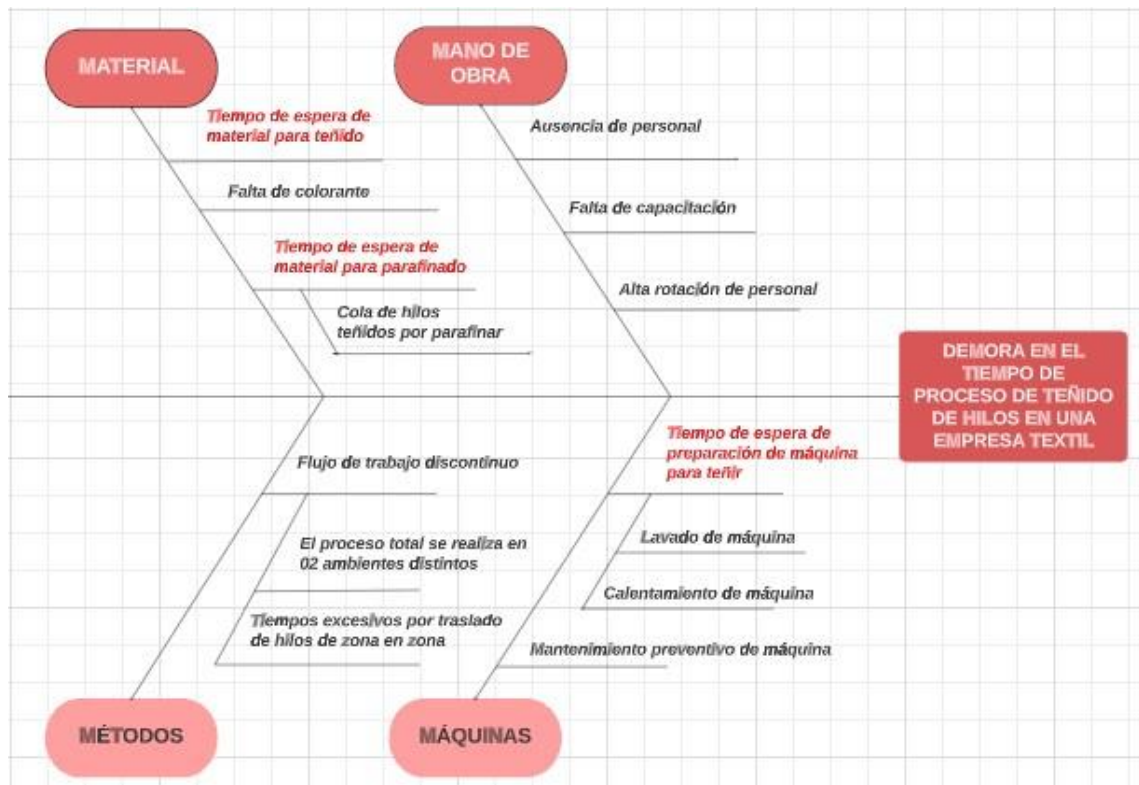 MATERIAL
Tiempo de espera de
material para teñido
Falta de colorante
Tiempo de espera de
material para parafinado
Cola de hilos
teñidos por parafinar
MANO DE
OBRA
Ausencia de personal
Falta de capacitación
Alta rotación de personal
DEMORA EN EL
TIEMPO DE
PROCESO DE TEÑIDO
DE HILOS EN UNA
EMPRESA TEXTIL
Flujo de trabajo discontinuo
El proceso total se realiza en
02 ambientes distintos
Tiempos excesivos por traslado
de hilos de zona en zona
MÉTODOS
Tiempo de espera de
preparación de máquina
para teñir
Lavado de máquina
Calentamiento de máquina
Mantenimiento preventivo de máquina
MÁQUINAS